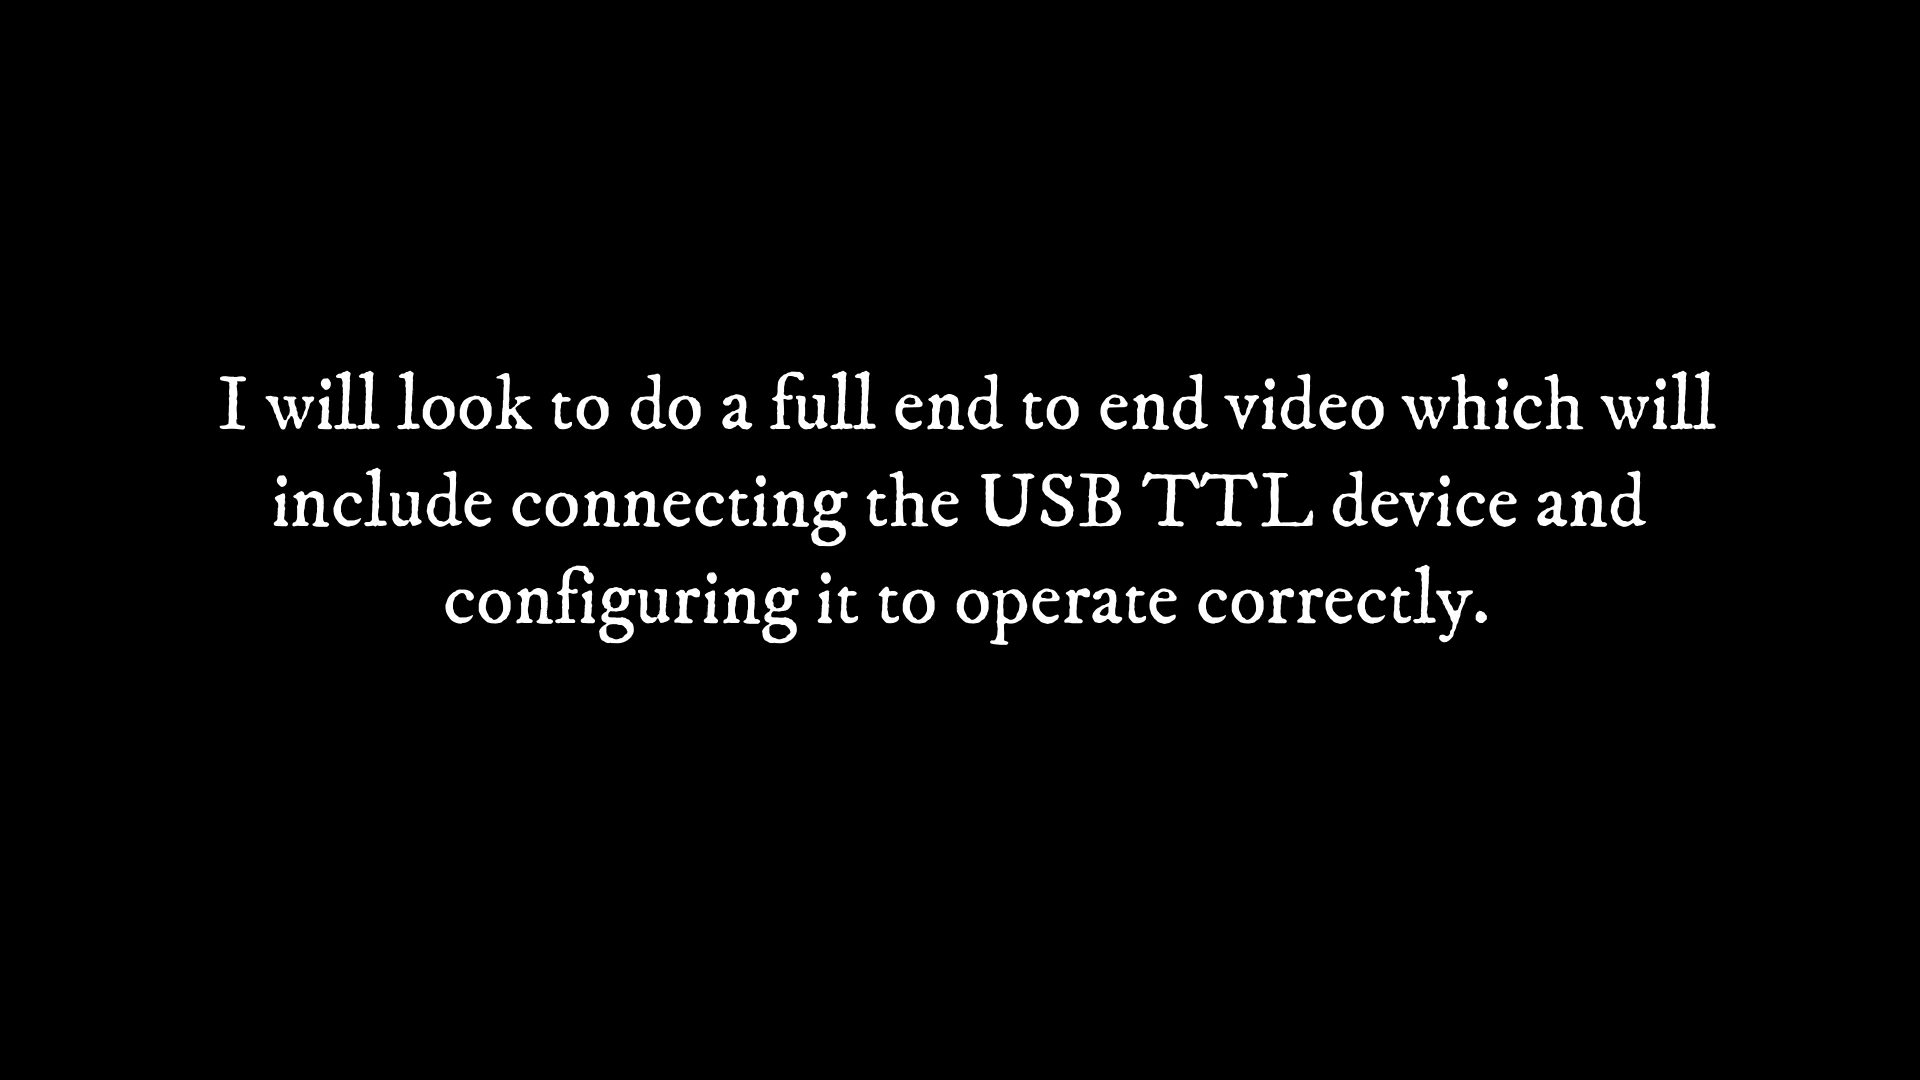 I will look to do a full end to end video which will
include connecting the USB TTL device and
configuring it to operate correctly.